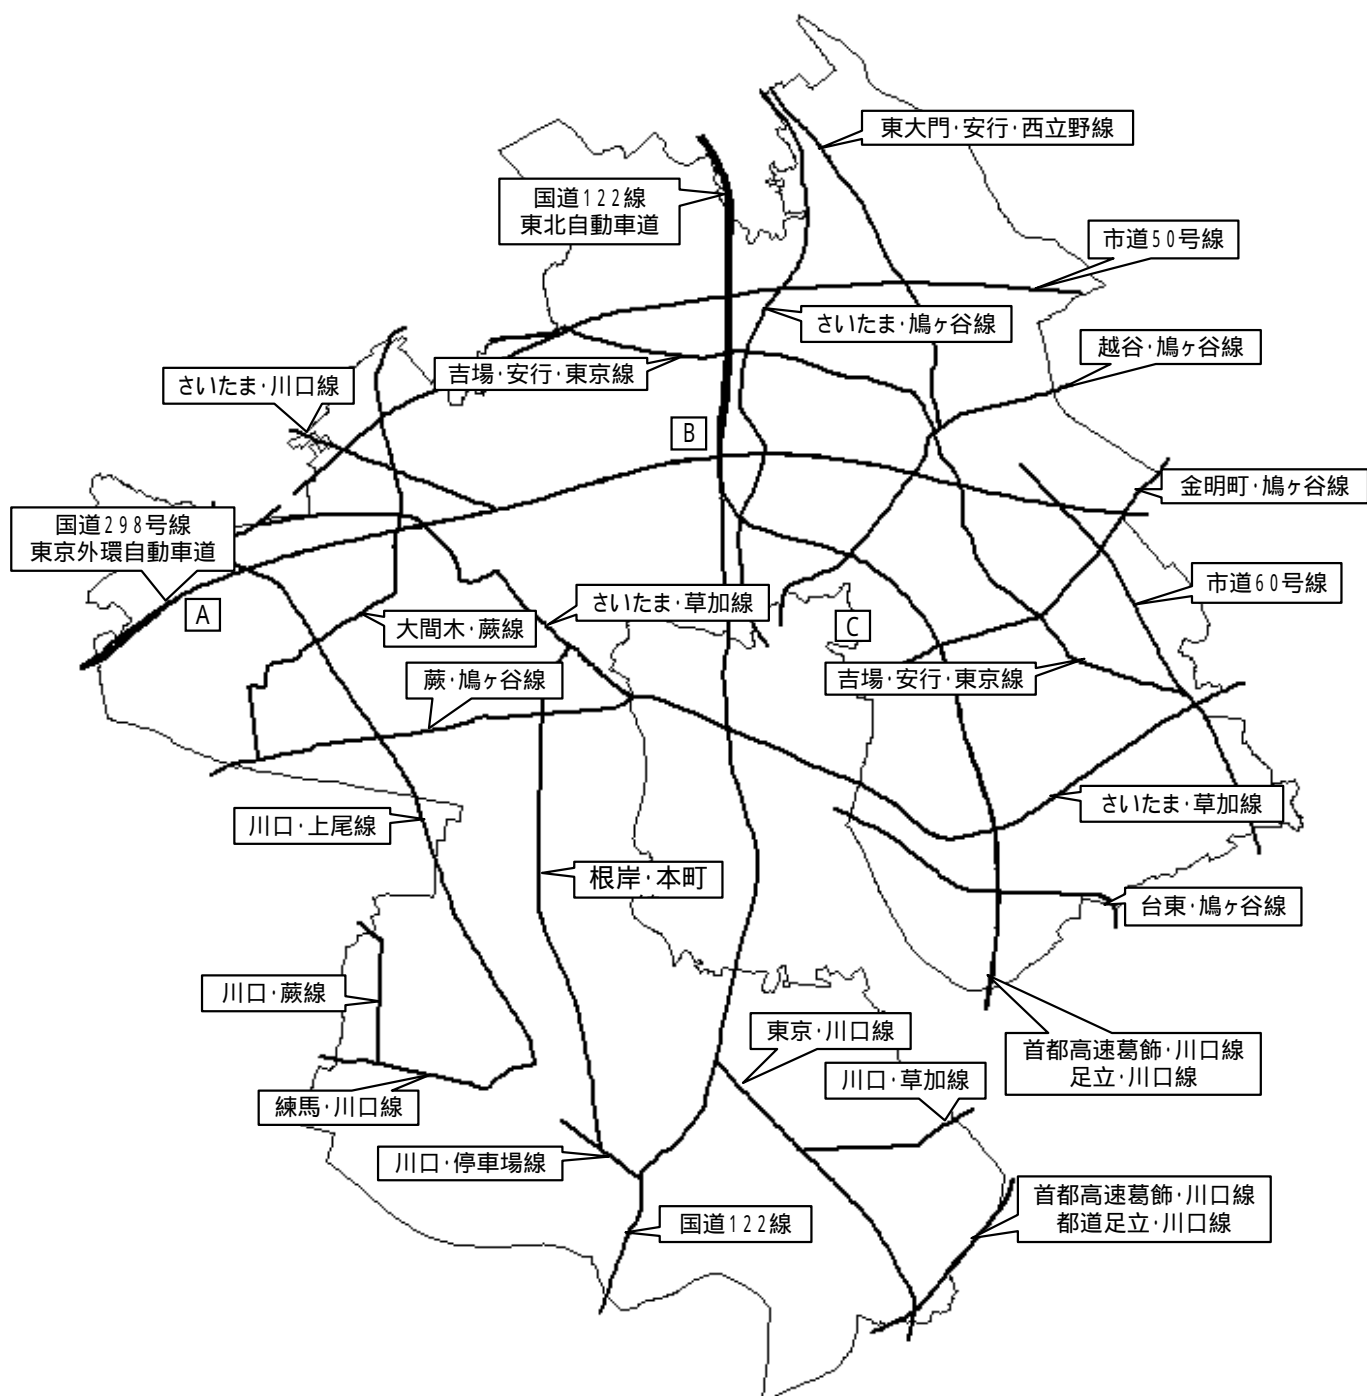 東大門・安行・西立野線
国道122線
東北自動車道
市道50号線
さいたま・鳩ヶ谷線
越谷・鳩ヶ谷線
吉場・安行・東京線
さいたま・川口線
B
金明町・鳩ヶ谷線
国道298号線
東京外環自動車道
市道60号線
さいたま・草加線
A
大間木・蕨線
C
蕨・鳩ヶ谷線
吉場・安行・東京線
さいたま・草加線
川口・上尾線
根岸・本町
台東・鳩ヶ谷線
川口・蕨線
東京・川口線
首都高速葛飾・川口線
足立・川口線
川口・草加線
練馬・川口線
川口・停車場線
首都高速葛飾・川口線
都道足立・川口線
国道122線